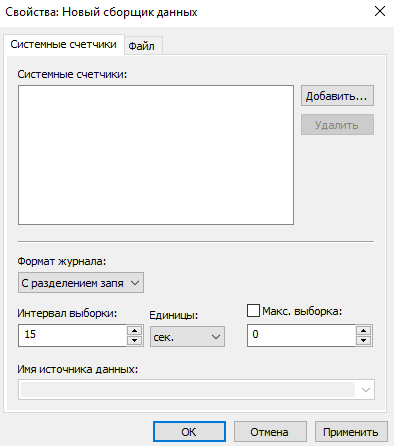 Свойства: Новый сборщик данных
Системные счетчики Файл
Системные счетчики:
Добавить...
Удалить
Формат журнала:
С разделением запя
Интервал выборки: Единицы: Макс. выборка:
15 сек. 0
Имя источника данных:
ОК Отмена Применить